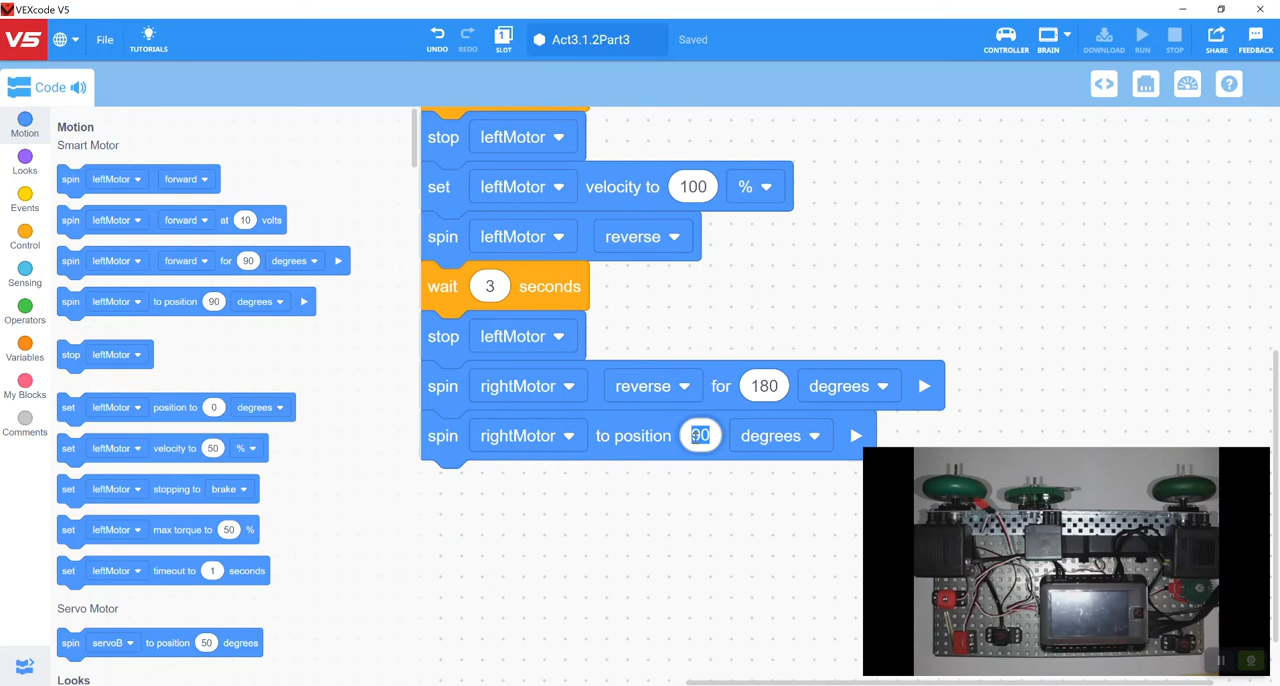 VEXcode V5
V5
File
TUTORIALS
UNDO
REDO
1
SLOT
Act3.1.2Part3
Saved
CONTROLLER
BRAIN
DOWNLOAD
RUN
STOP
SHARE
FEEDBACK
Code
Motion
Looks
Events
Control
Sensing
Operators
Variables
My Blocks
Comments
Motion
Smart Motor
spin leftMotor forward
spin leftMotor forward at 10 volts
spin leftMotor forward for 90 degrees
spin leftMotor to position 90 degrees
stop leftMotor
set leftMotor position to 0 degrees
set leftMotor velocity to 50 %
set leftMotor stopping to brake
set leftMotor max torque to 50 %
set leftMotor timeout to 1 seconds
Servo Motor
spin servoB to position 50 degrees
Looks
stop leftMotor
set leftMotor velocity to 100 %
spin leftMotor reverse
wait 3 seconds
stop leftMotor
spin rightMotor reverse for 180 degrees
spin rightMotor to position 90 degrees